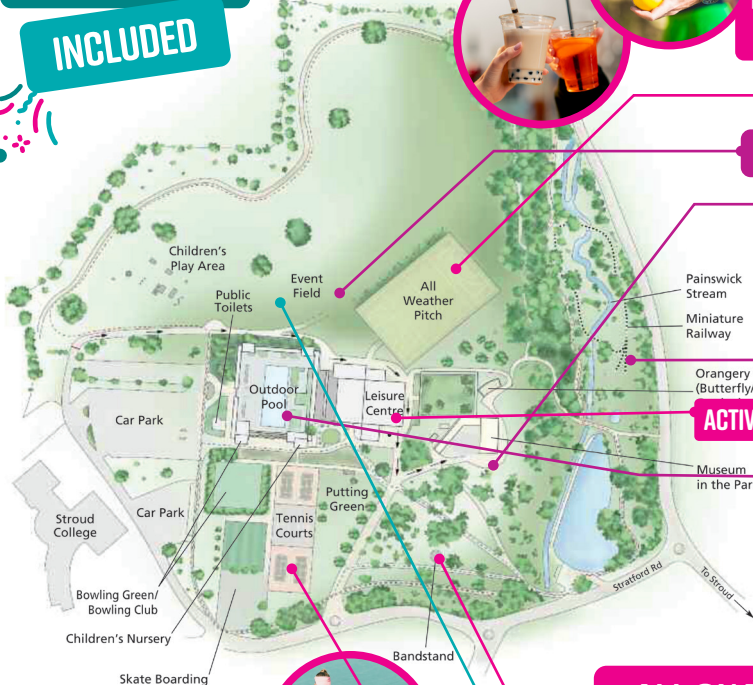 INCLUDED
Children's
Play Area
Public
Toilets
Event
Field
All
Weather
Pitch
Painswick
Stream
Miniature
Railway
Orangery
(Butterfly/
Outdoor
Pool
Leisure
Centre
ACTIV
Car Park
Museum
in the Par
Putting
Green
Car Park
Stroud
College
Tennis
Courts
Bowling Green/
Bowling Club
Children's Nursery
Skate Boarding
Bandstand
Stratford Rd
To Stroud